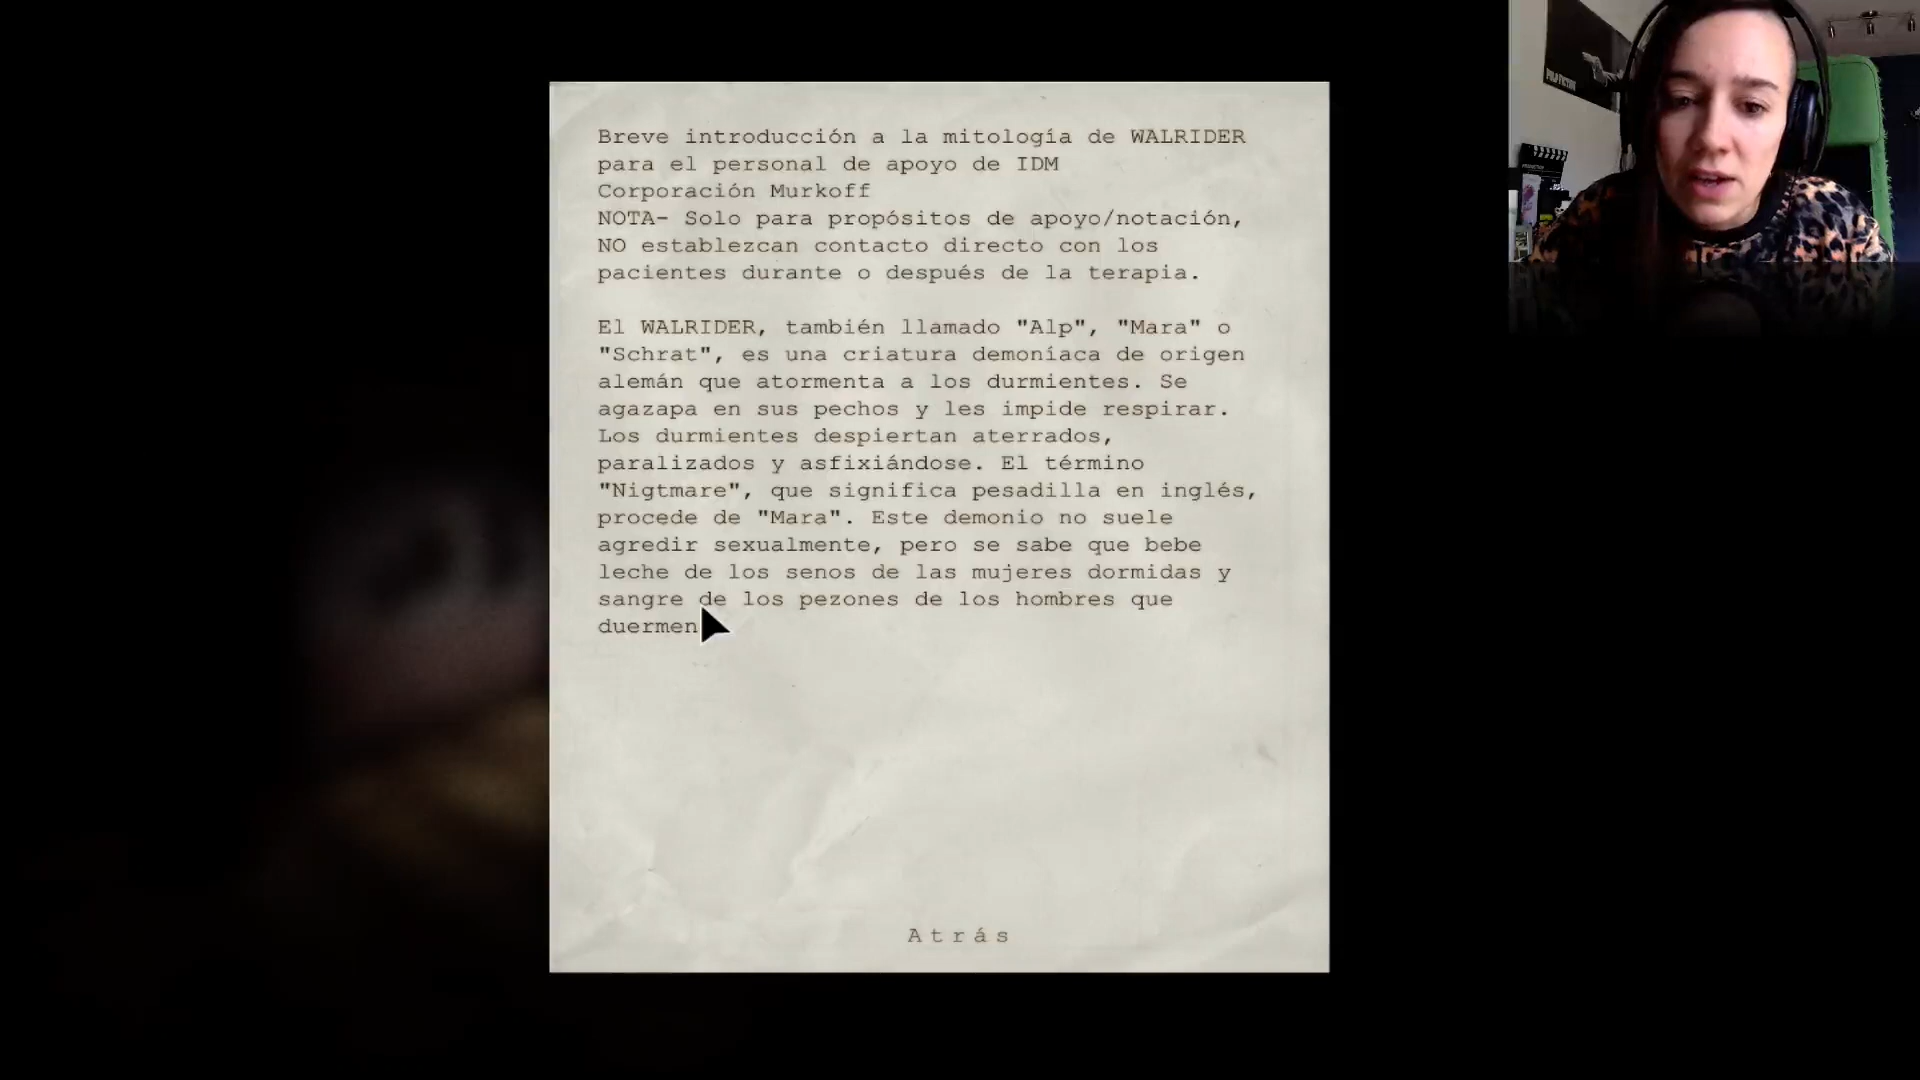 Breve introducción a la mitología de WALRIDER
para el personal de apoyo de IDM
Corporación Murkoff
NOTA- Solo para propósitos de apoyo/notación,
NO establezcan contacto directo con los
pacientes durante o después de la terapia.
El WALRIDER, también llamado "Alp", "Mara" o
"Schrat", es una criatura demoníaca de origen
alemán que atormenta a los durmientes. Se
agazapa en sus pechos y les impide respirar.
Los durmientes despiertan aterrados,
paralizados y asfixiándose. El término
"Nigtmare", que significa pesadilla en inglés,
procede de "Mara". Este demonio no suele
agredir sexualmente, pero se sabe que bebe
leche de los senos de las mujeres dormidas y
sangre de los pezones de los hombres que
duermen
Atrás
PULP FICTION